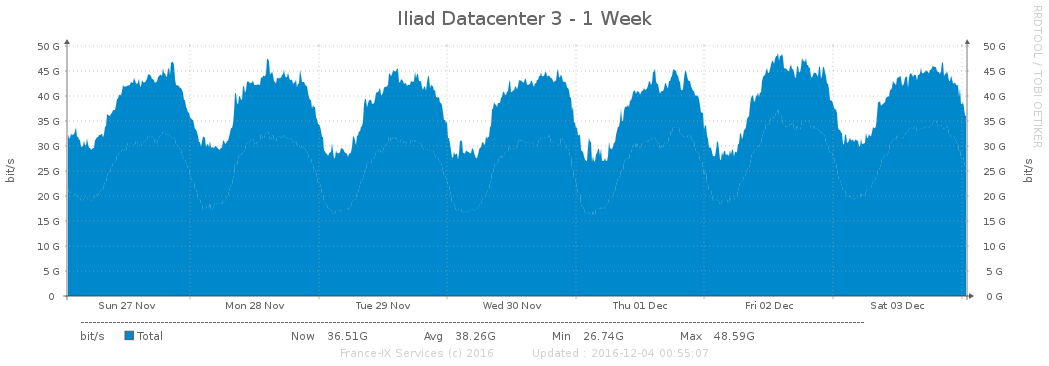 Iliad Datacenter 3 - 1 Week
RRDTOOL / TOBI OETIKER
bit/s
50 G 50 G
45 G 45 G
40 G 40 G
35 G 35 G
30 G 30 G
25 G 25 G
20 G 20 G
15 G 15 G
10 G 10 G
5 G 5 G
0 0 G
bit/s
Sun 27 Nov Mon 28 Nov Tue 29 Nov Wed 30 Nov Thu 01 Dec Fri 02 Dec Sat 03 Dec
bit/s Total Now 36.51G Avg 38.26G Min 26.74G Max 48.59G
France-IX Services (c) 2016 Updated : 2016-12-04 00:55:07